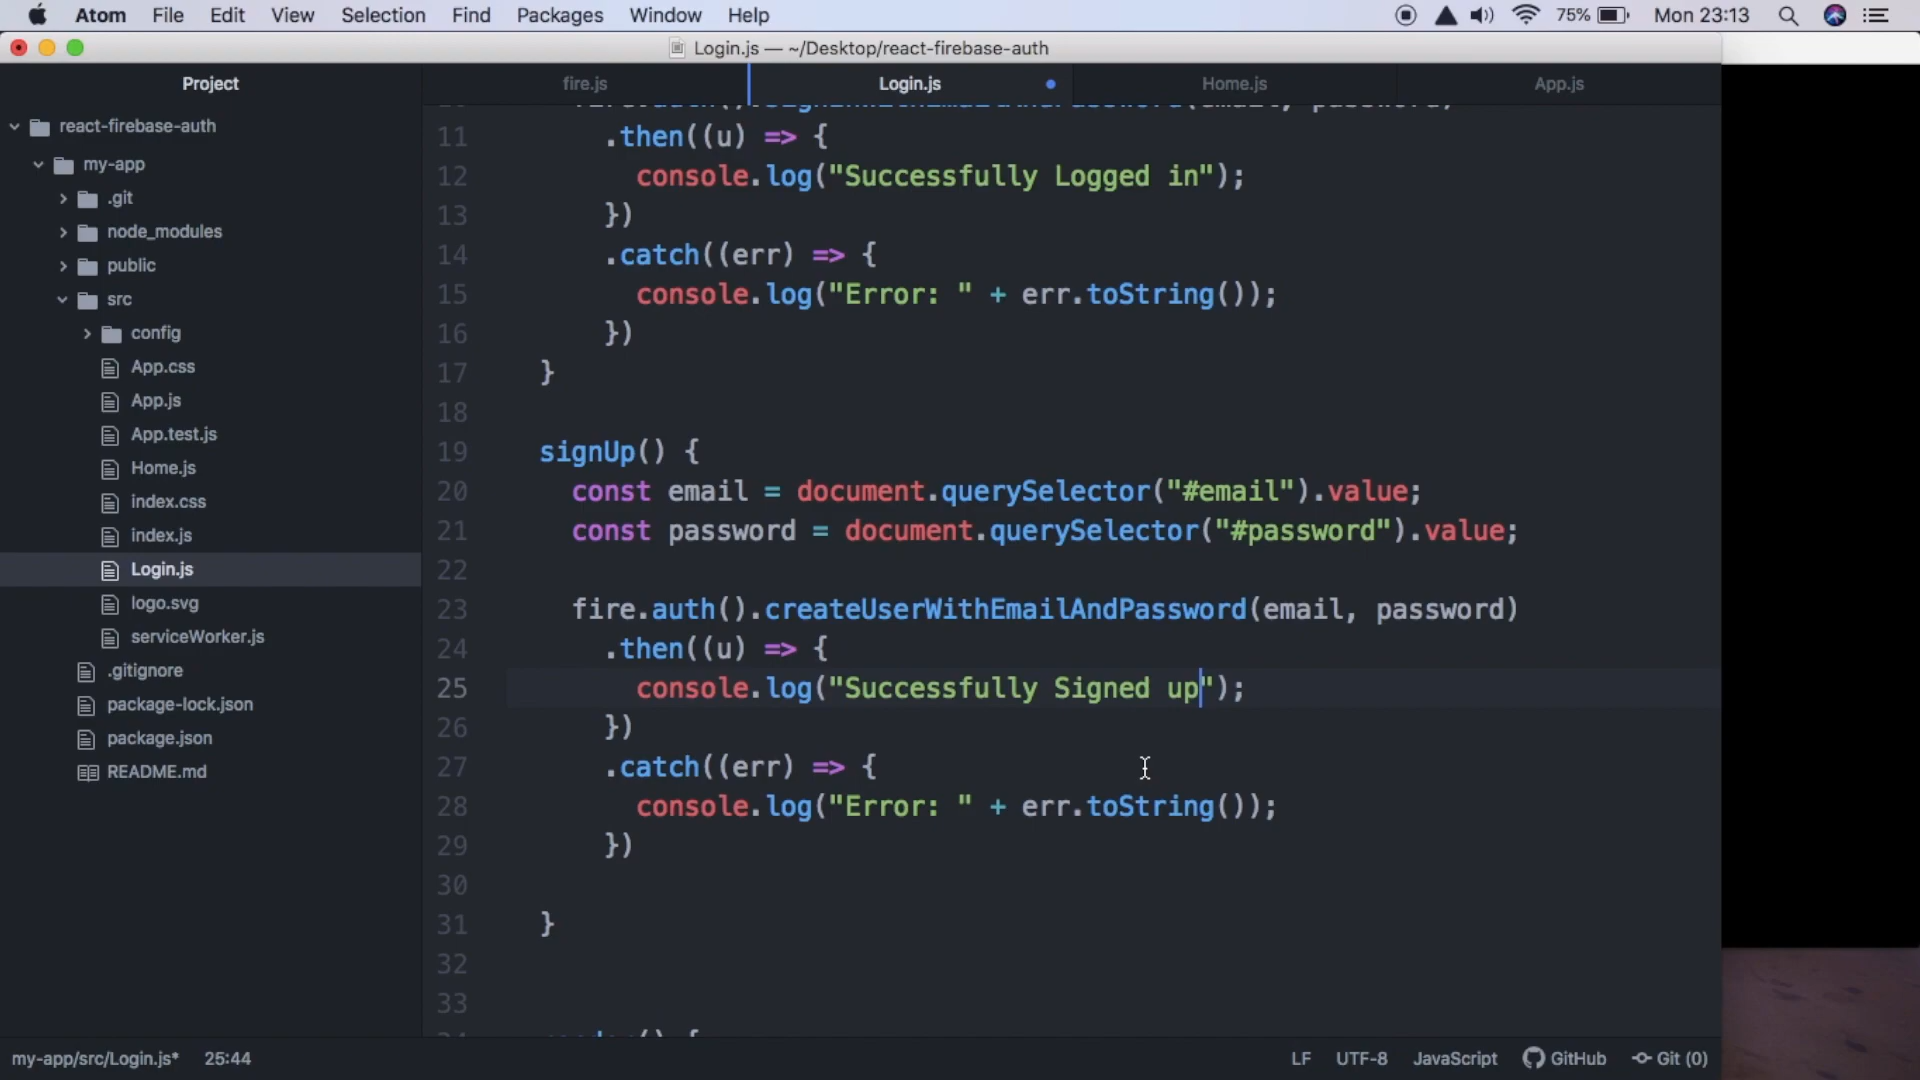 Atom File Edit View Selection Find Packages Window Help 75% Mon 23:13
Login.js — ~/Desktop/react-firebase-auth
Project
fire.js Login.js Home.js App.js
react-firebase-auth
my-app
.git
node_modules
public
src
config
App.css
App.js
App.test.js
Home.js
index.css
index.js
Login.js
logo.svg
serviceWorker.js
.gitignore
package-lock.json
package.json
README.md
11 .then((u) => {
12 console.log("Successfully Logged in");
13 })
14 .catch((err) => {
15 console.log("Error: " + err.toString());
16 })
17 }
18
19 signUp() {
20 const email = document.querySelector("#email").value;
21 const password = document.querySelector("#password").value;
22
23 fire.auth().createUserWithEmailAndPassword(email, password)
24 .then((u) => {
25 console.log("Successfully Signed up");
26 })
27 .catch((err) => {
28 console.log("Error: " + err.toString());
29 })
30
31 }
32
33
my-app/src/Login.js* 25:44 LF UTF-8 JavaScript GitHub Git (0)